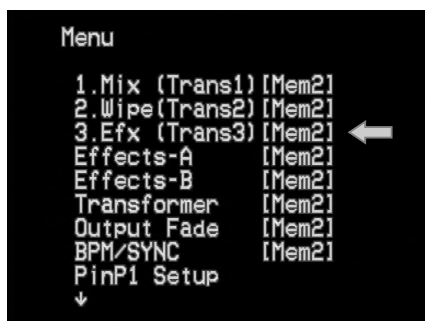 Menu
1.Mix (Trans1)[Mem2]
2.Wipe(Trans2)[Mem2]
3.Efx (Trans3)[Mem2]
Effects-A [Mem2]
Effects-B [Mem2]
Transformer [Mem2]
Output Fade [Mem2]
BPM/SYNC [Mem2]
PinP1 Setup
↓